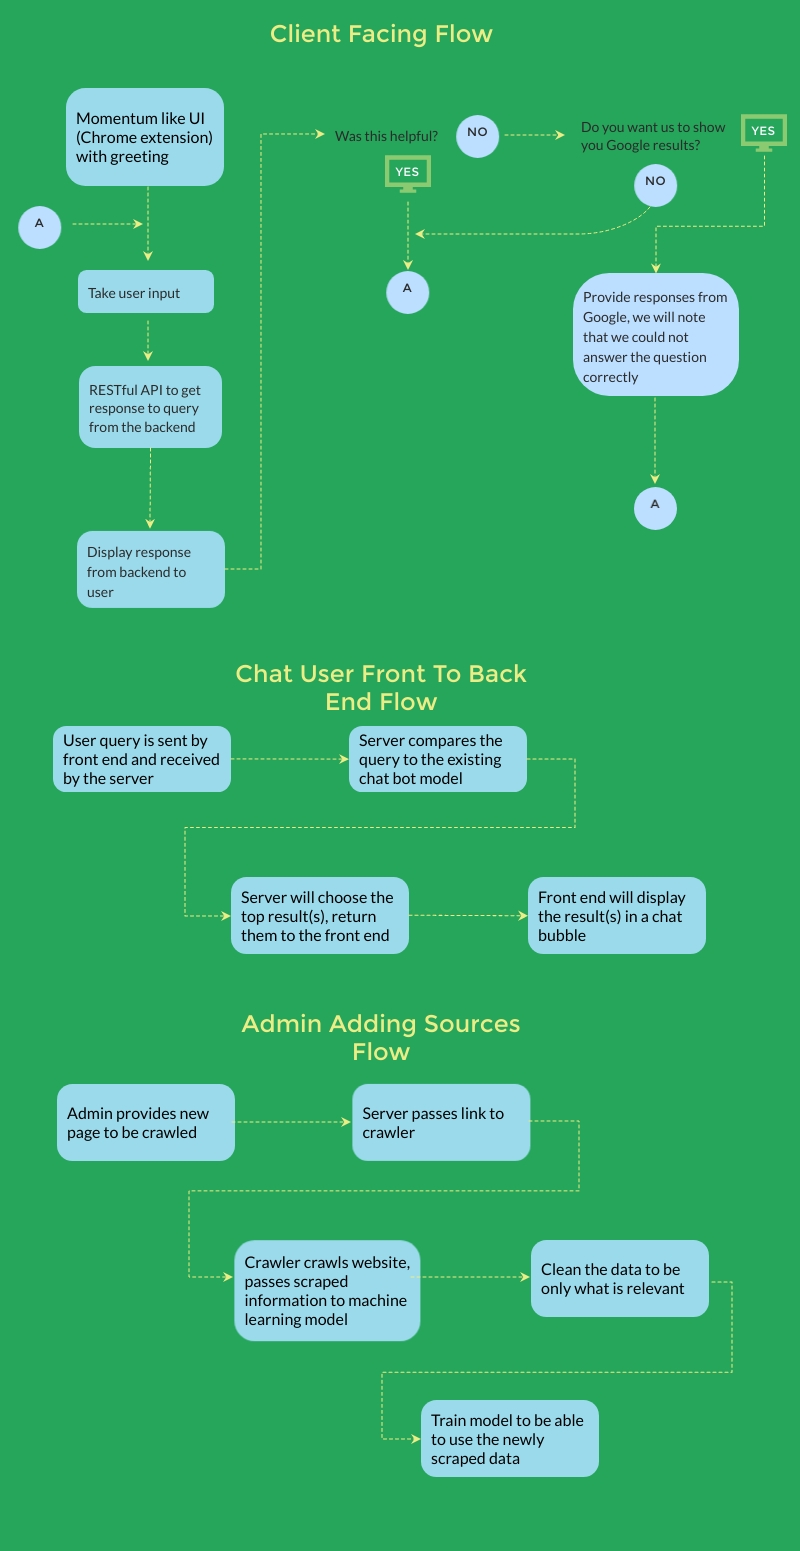 Client Facing Flow
Momentum like UI
(Chrome extension)
with greeting
A
Take user input
RESTful API to get
response to query
from the backend
Display response
from backend to
user
Was this helpful?
NO
YES
A
Do you want us to show
you Google results?
YES
NO
Provide responses from
Google, we will note
that we could not
answer the question
correctly
A
Chat User Front To Back
End Flow
User query is sent by
front end and received
by the server
Server compares the
query to the existing
chat bot model
Server will choose the
top result(s), return
them to the front end
Front end will display
the result(s) in a chat
bubble
Admin Adding Sources
Flow
Admin provides new
page to be crawled
Server passes link to
crawler
Crawler crawls website,
passes scraped
information to machine
learning model
Clean the data to be
only what is relevant
Train model to be able
to use the newly
scraped data